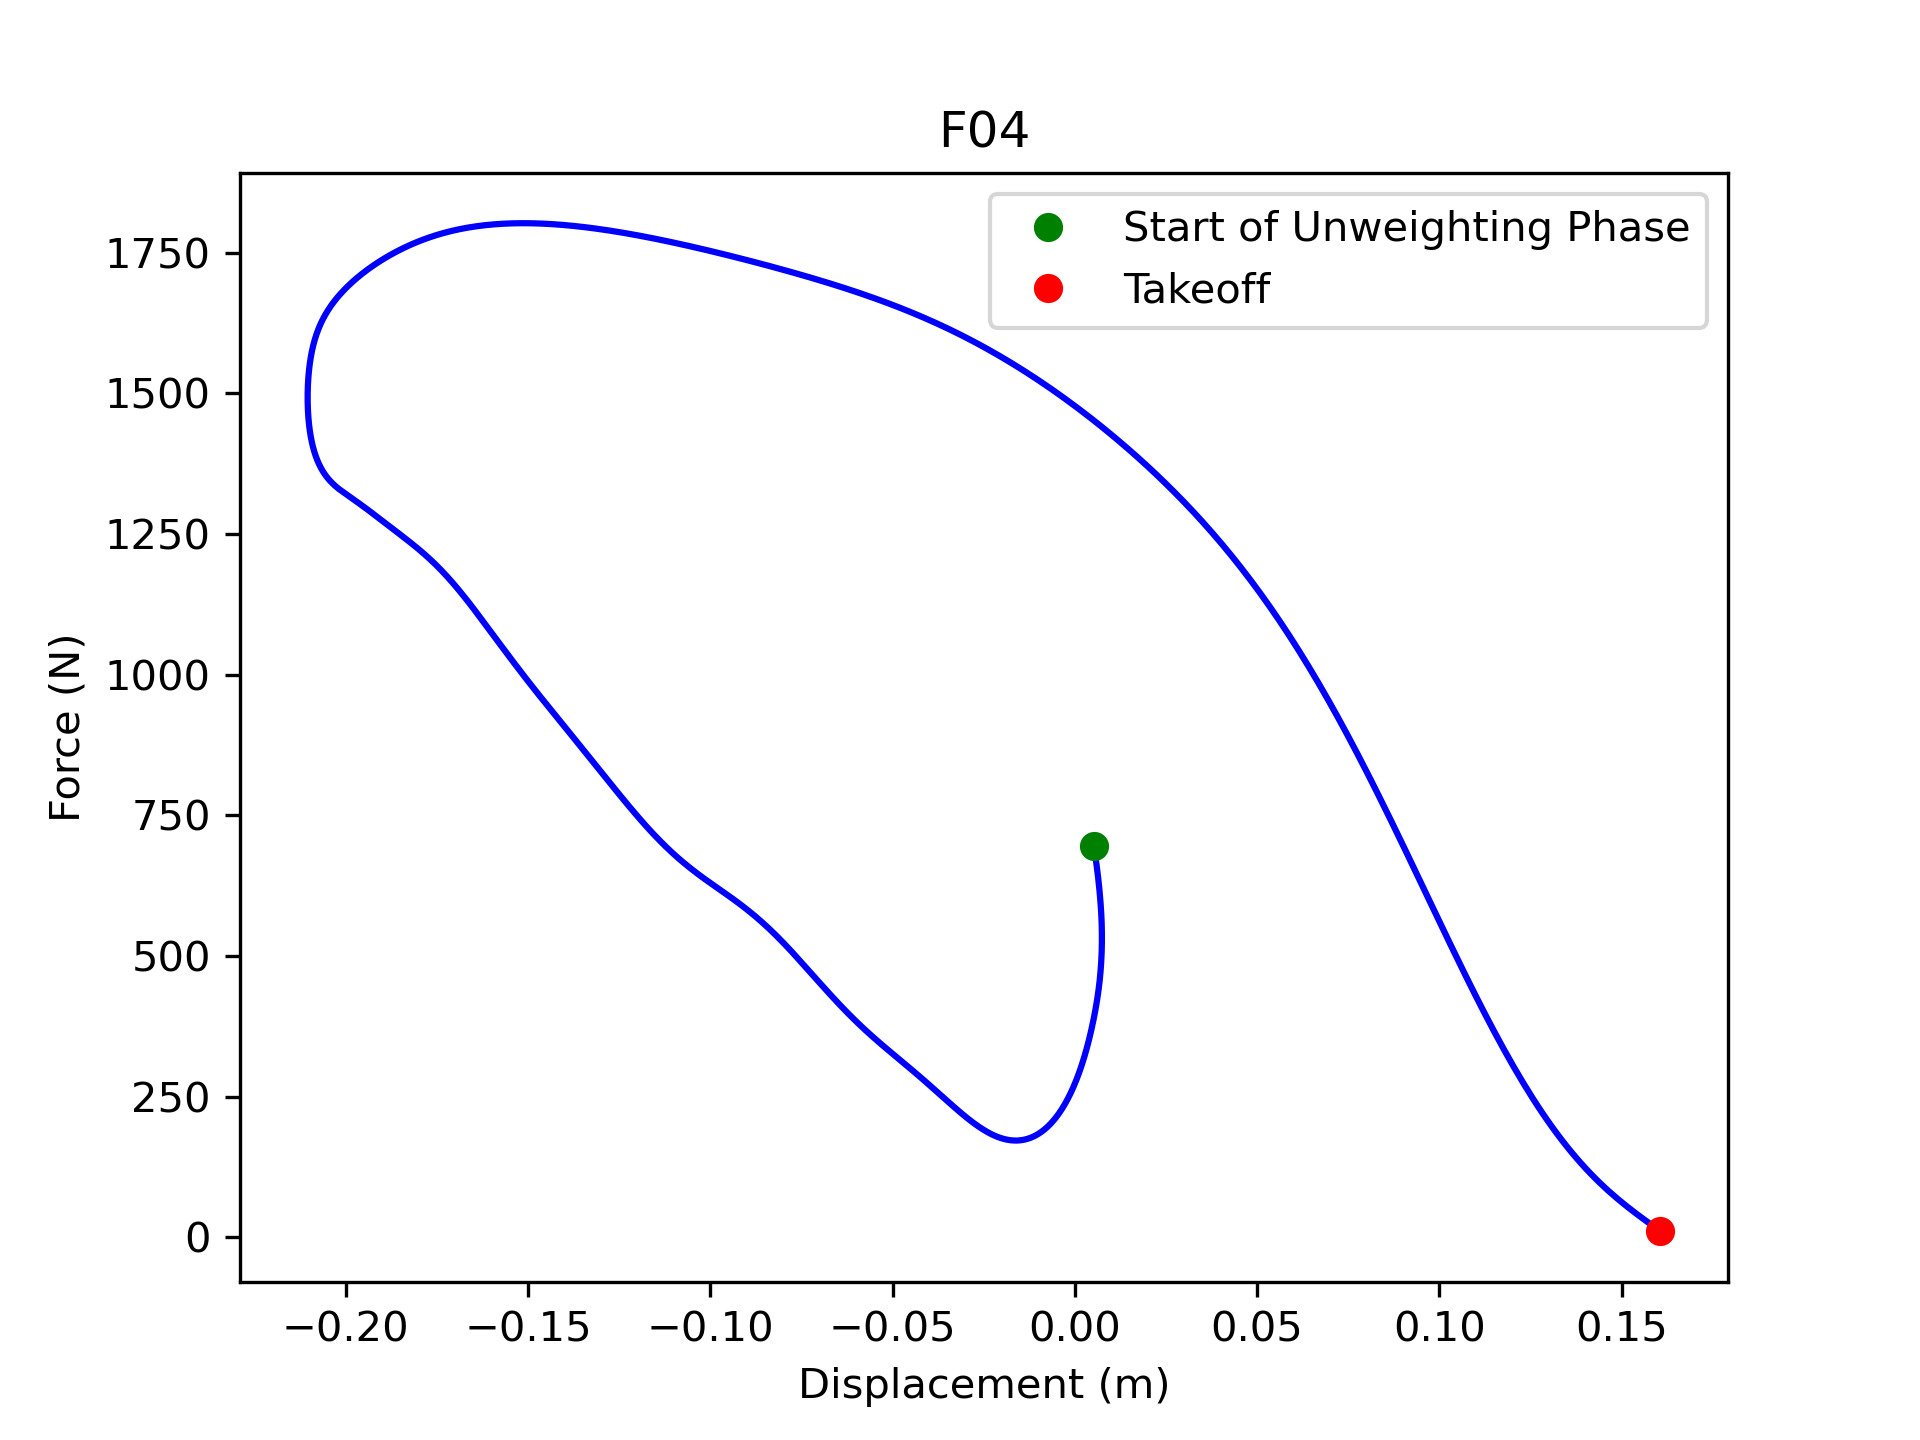 F04
Start of Unweighting Phase
Takeoff
1750
1500
1250
1000
750
500
250
0
Force (N)
−0.20 −0.15 −0.10 −0.05 0.00 0.05 0.10 0.15
Displacement (m)